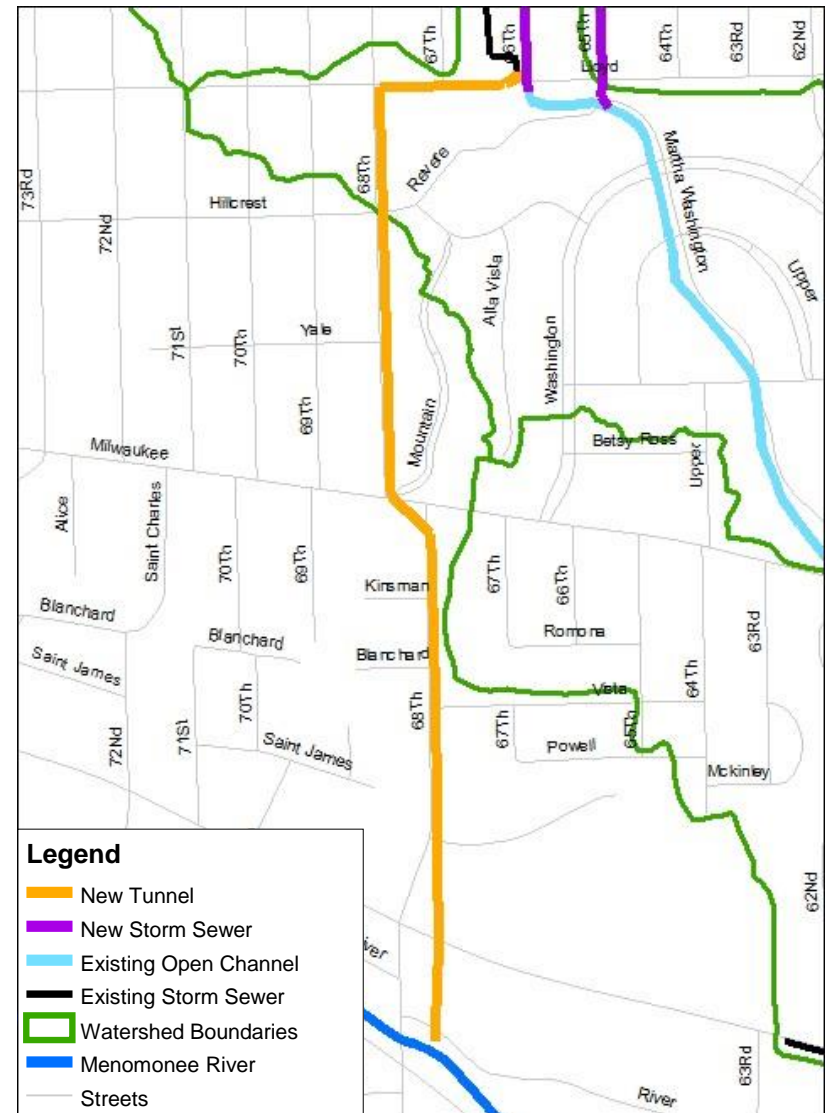 67Th
66Th
65Th
64Th
63Rd
62Nd
Lloyd
73Rd
72Nd
68Th
Revere
Martha Washington
Hillcrest
Upper
71St
70Th
Yale
69Th
Alta Vista
Washington
Mountain
Milwaukee
Betsy Ross
Upper
Alice
Saint Charles
70Th
69Th
Kinsman
67Th
66Th
Blanchard
Blanchard
Romona
63Rd
Saint James
Blanchard
72Nd
71St
70Th
Saint James
68Th
67Th
Vista
64Th
65Th
Powell
Mckinley
62Nd
River
63Rd
Legend
New Tunnel
New Storm Sewer
Existing Open Channel
Existing Storm Sewer
Watershed Boundaries
Menomonee River
Streets